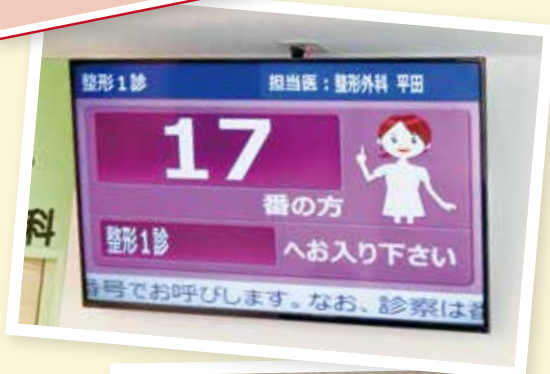 整形1診 担当医：整形外科 平田
17
番の方
整形1診 へお入り下さい
号でお呼びします。なお、診察は
科